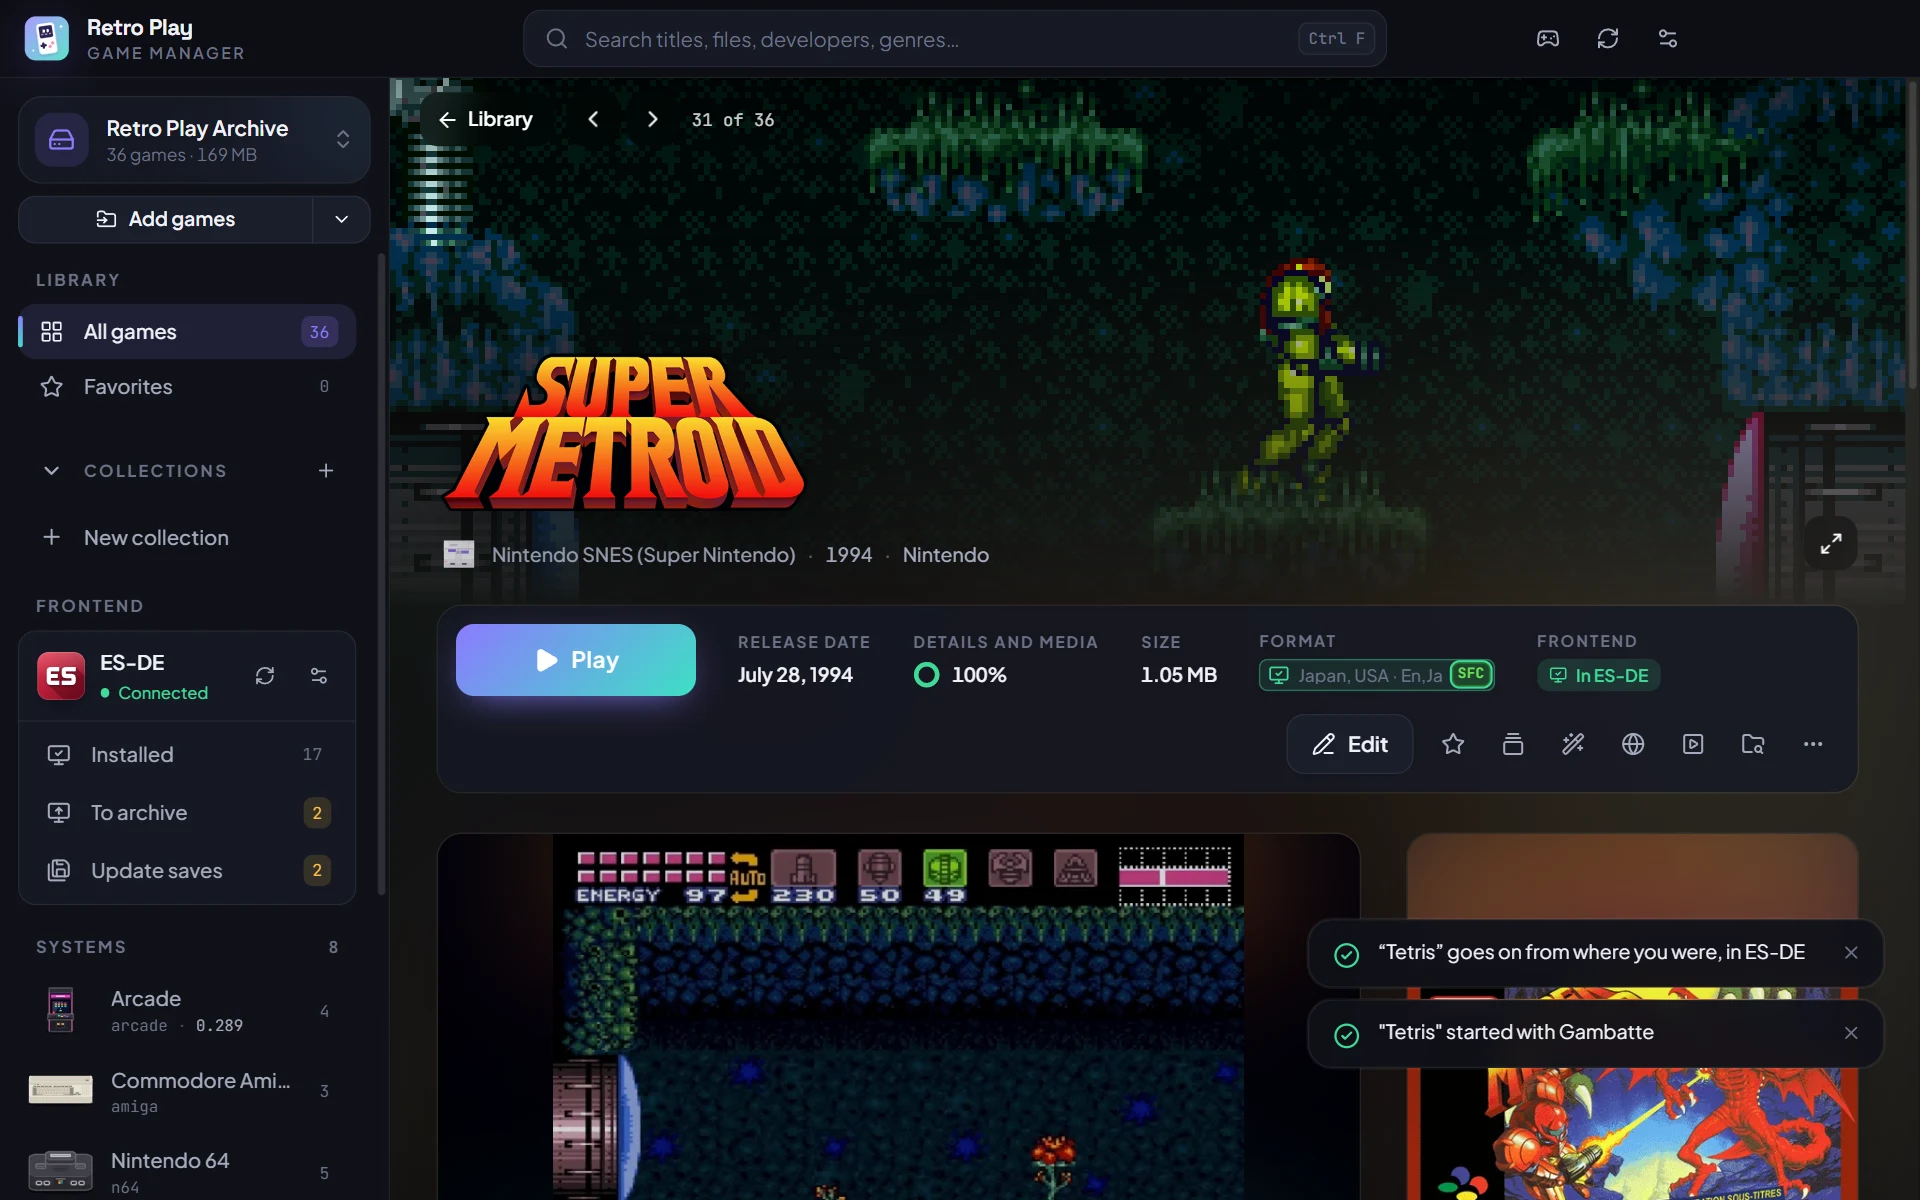 Retro Play
GAME MANAGER
Search titles, files, developers, genres...
Ctrl F
Retro Play Archive
36 games · 169 MB
Add games
LIBRARY
All games
36
Favorites
0
COLLECTIONS
New collection
FRONTEND
ES
ES-DE
Connected
Installed
17
To archive
2
Update saves
2
SYSTEMS
8
Arcade
arcade · 0.289
4
Commodore Ami...
amiga
3
Nintendo 64
n64
5
Library
31 of 36
SUPER
METROID
Nintendo SNES (Super Nintendo) · 1994 · Nintendo
Play
RELEASE DATE
July 28, 1994
DETAILS AND MEDIA
100%
SIZE
1.05 MB
FORMAT
Japan, USA · En,Ja
SFC
FRONTEND
In ES-DE
Edit
AUTO
ENERGY 97 230 50 49
“Tetris” goes on from where you were, in ES-DE
"Tetris" started with Gambatte
SOUS-TITRES